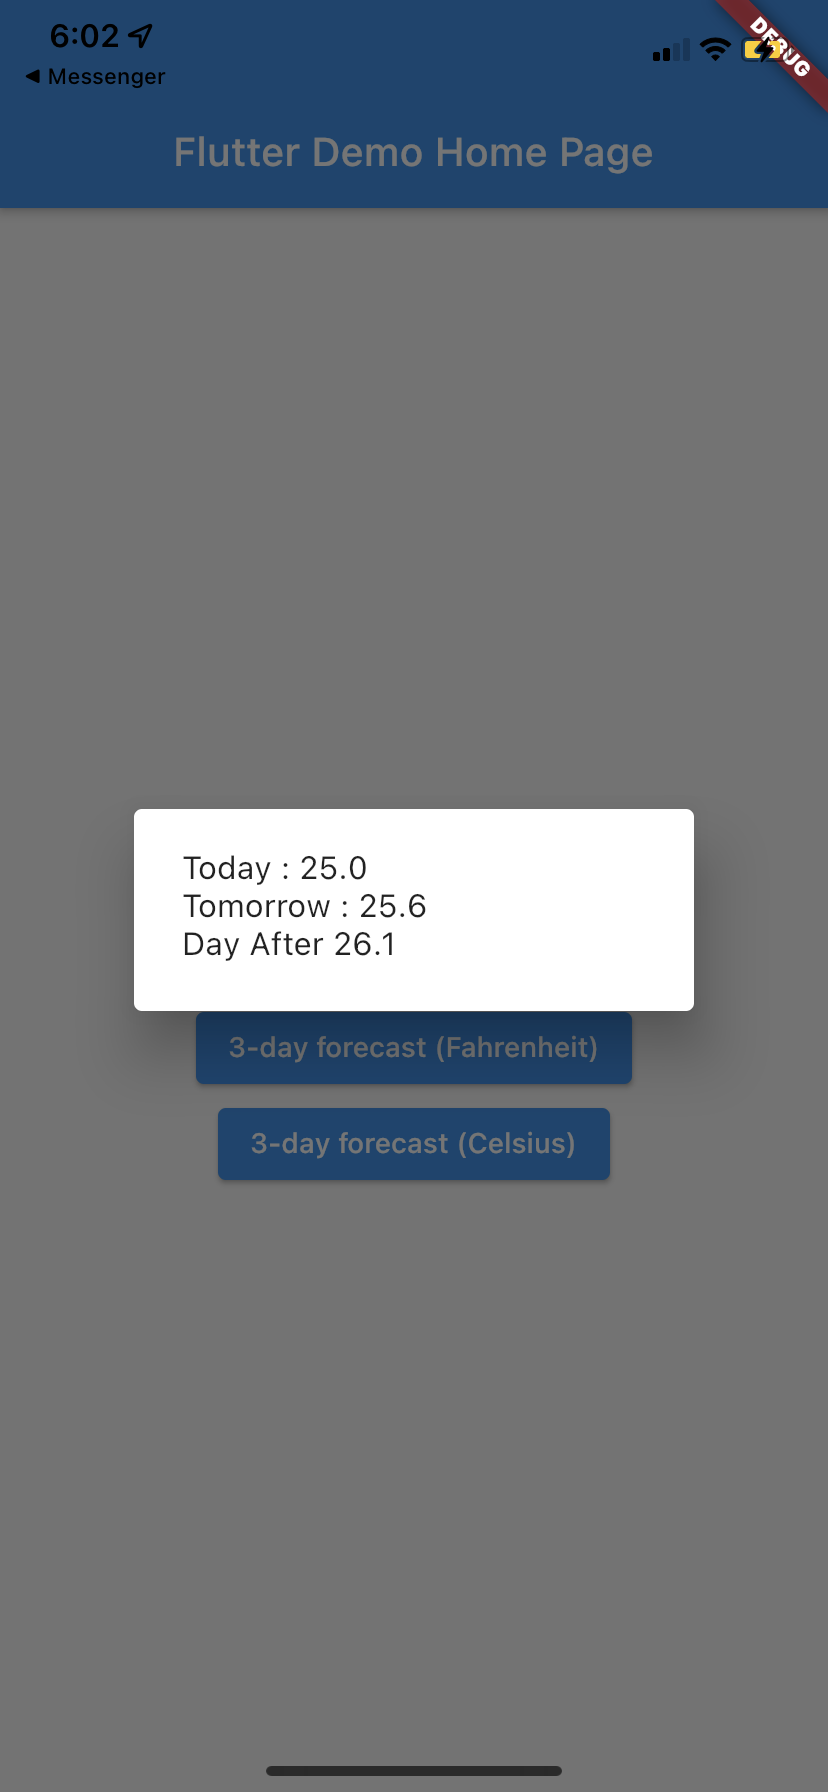 6:02
◀ Messenger
DEBUG
Flutter Demo Home Page
Today : 25.0
Tomorrow : 25.6
Day After 26.1
3-day forecast (Fahrenheit)
3-day forecast (Celsius)